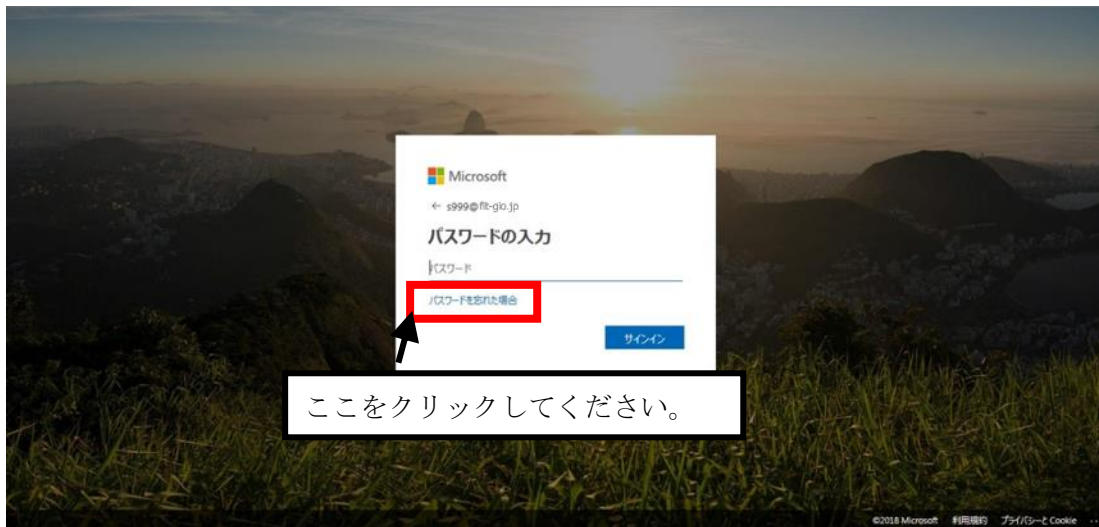 Microsoft
← s999@fit-gio.jp
パスワードの入力
パスワード
パスワードを忘れた場合
サインイン
ここをクリックしてください。
©2018 Microsoft 利用規約 プライバシーと Cookie ...